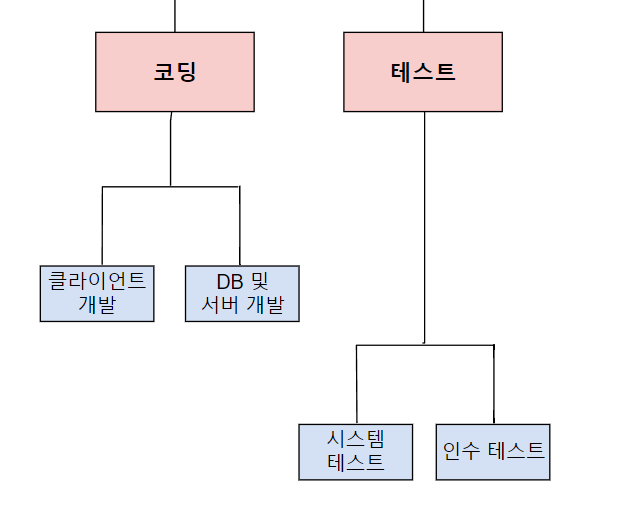 코딩
테스트
클라이언트
개발
DB 및
서버 개발
시스템
테스트
인수 테스트